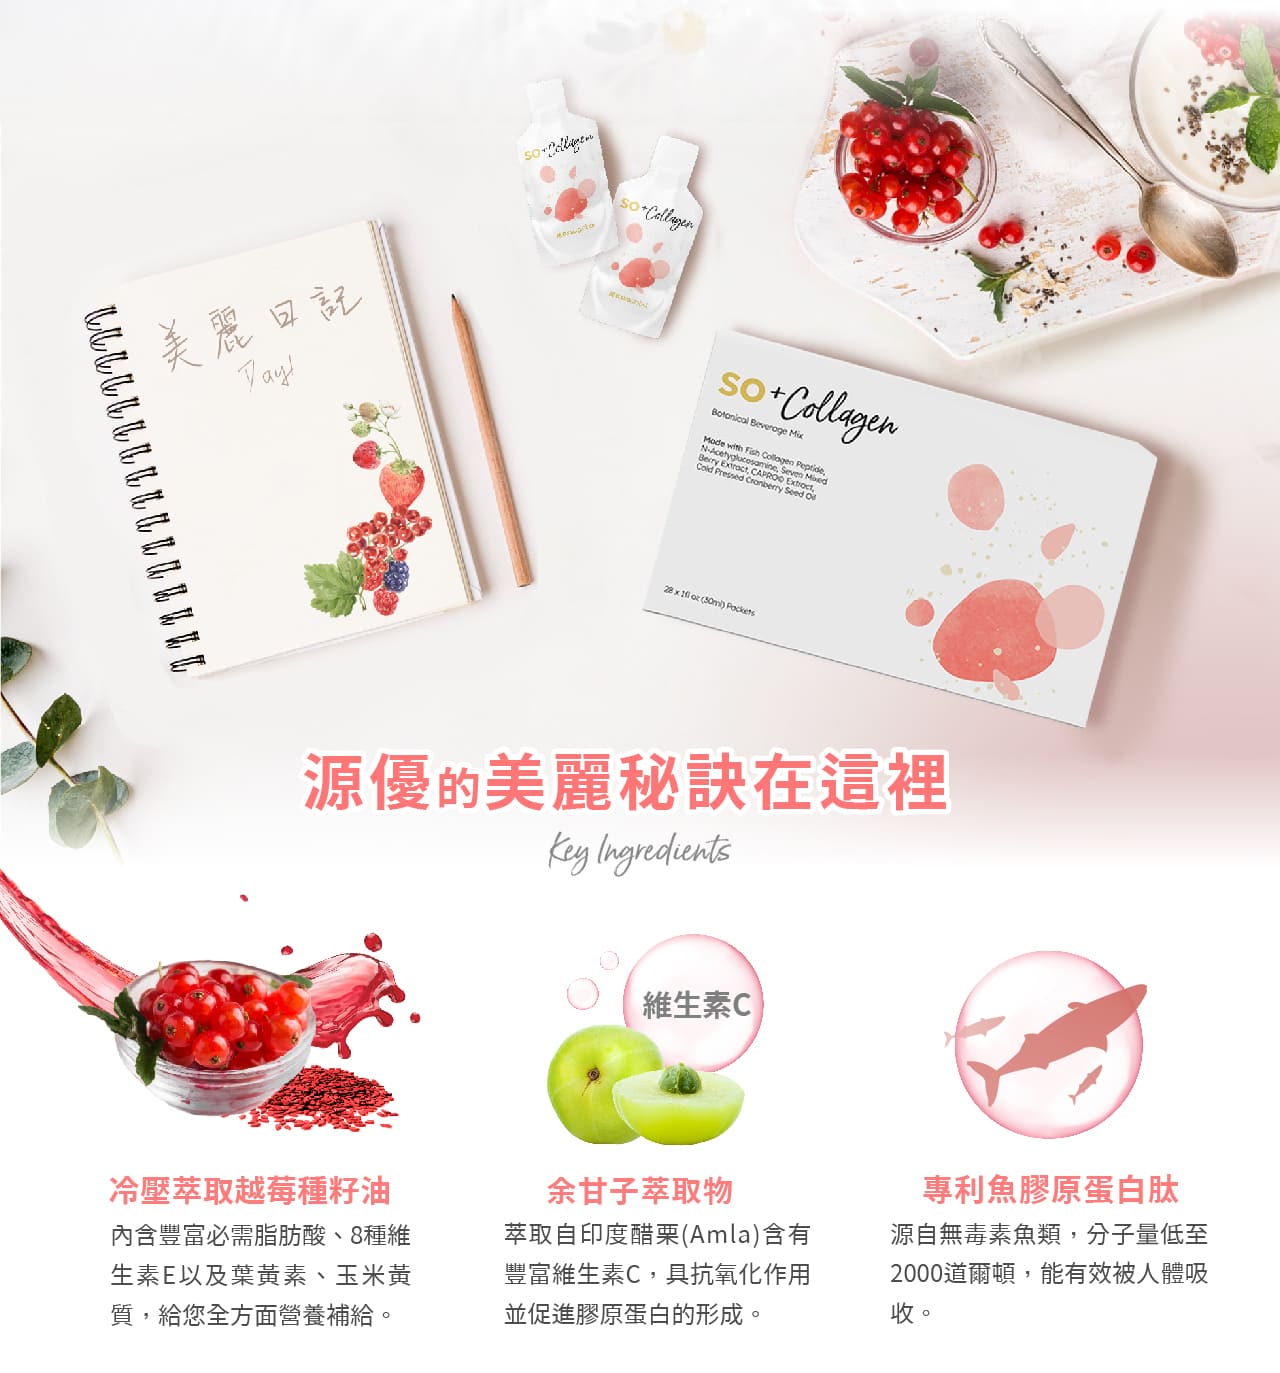 SO+Collagen
SO+Collagen
美麗日記
Day!
SO+Collagen
Botanical Beverage Mix
Made with Fish Collagen Peptide,
N-Acetyglucosamine, Seven Mixed
Berry Extract, CAPRO® Extract,
Cold Pressed Cranberry Seed Oil
28 x 1fl oz (30ml) Packets
源優的美麗秘訣在這裡
Key Ingredients
維生素C
冷壓萃取越莓種籽油
內含豐富必需脂肪酸、8種維
生素E以及葉黃素、玉米黃
質，給您全方面營養補給。
余甘子萃取物
萃取自印度醋栗(Amla)含有
豐富維生素C，具抗氧化作用
並促進膠原蛋白的形成。
專利魚膠原蛋白肽
源自無毒素魚類，分子量低至
2000道爾頓，能有效被人體吸
收。